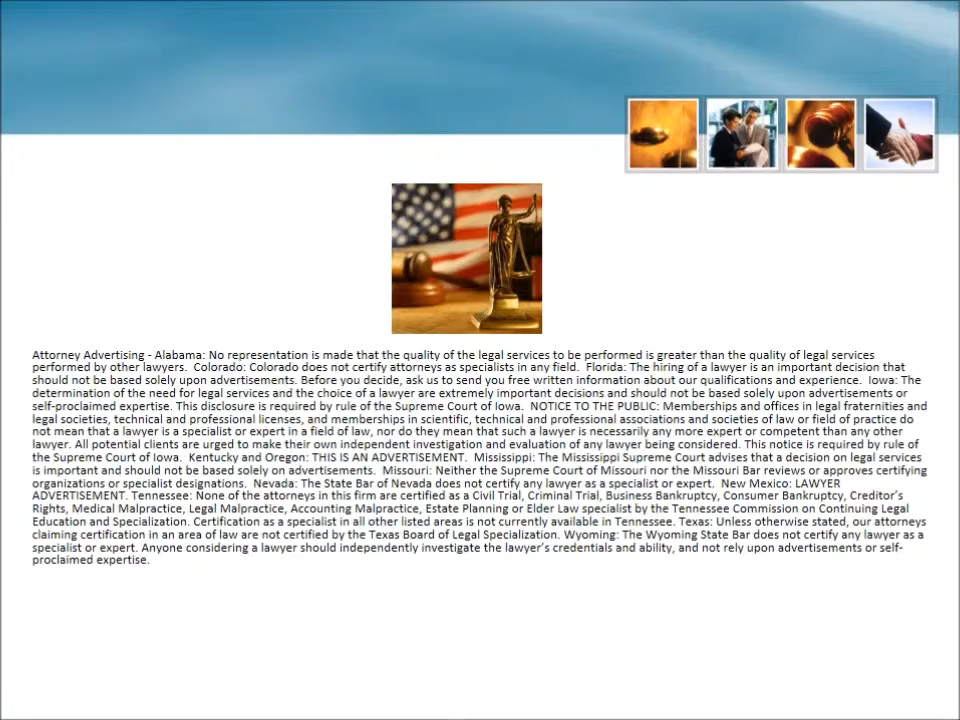 Attorney Advertising - Alabama: No representation is made that the quality of the legal services to be performed is greater than the quality of legal services
performed by other lawyers.  Colorado: Colorado does not certify attorneys as specialists in any field.  Florida: The hiring of a lawyer is an important decision that
should not be based solely upon advertisements. Before you decide, ask us to send you free written information about our qualifications and experience.  Iowa: The
determination of the need for legal services and the choice of a lawyer are extremely important decisions and should not be based solely upon advertisements or
self-proclaimed expertise. This disclosure is required by rule of the Supreme Court of Iowa.  NOTICE TO THE PUBLIC: Memberships and offices in legal fraternities and
legal societies, technical and professional licenses, and memberships in scientific, technical and professional associations and societies of law or field of practice do
not mean that a lawyer is a specialist or expert in a field of law, nor do they mean that such a lawyer is necessarily any more expert or competent than any other
lawyer. All potential clients are urged to make their own independent investigation and evaluation of any lawyer being considered. This notice is required by rule of
the Supreme Court of Iowa.  Kentucky and Oregon: THIS IS AN ADVERTISEMENT.  Mississippi: The Mississippi Supreme Court advises that a decision on legal services
is important and should not be based solely on advertisements.  Missouri: Neither the Supreme Court of Missouri nor the Missouri Bar reviews or approves certifying
organizations or specialist designations.  Nevada: The State Bar of Nevada does not certify any lawyer as a specialist or expert.  New Mexico: LAWYER
ADVERTISEMENT. Tennessee: None of the attorneys in this firm are certified as a Civil Trial, Criminal Trial, Business Bankruptcy, Consumer Bankruptcy, Creditor's
Rights, Medical Malpractice, Legal Malpractice, Accounting Malpractice, Estate Planning or Elder Law specialist by the Tennessee Commission on Continuing Legal
Education and Specialization. Certification as a specialist in all other listed areas is not currently available in Tennessee. Texas: Unless otherwise stated, our attorneys
claiming certification in an area of law are not certified by the Texas Board of Legal Specialization. Wyoming: The Wyoming State Bar does not certify any lawyer as a
specialist or expert. Anyone considering a lawyer should independently investigate the lawyer's credentials and ability, and not rely upon advertisements or self-
proclaimed expertise.